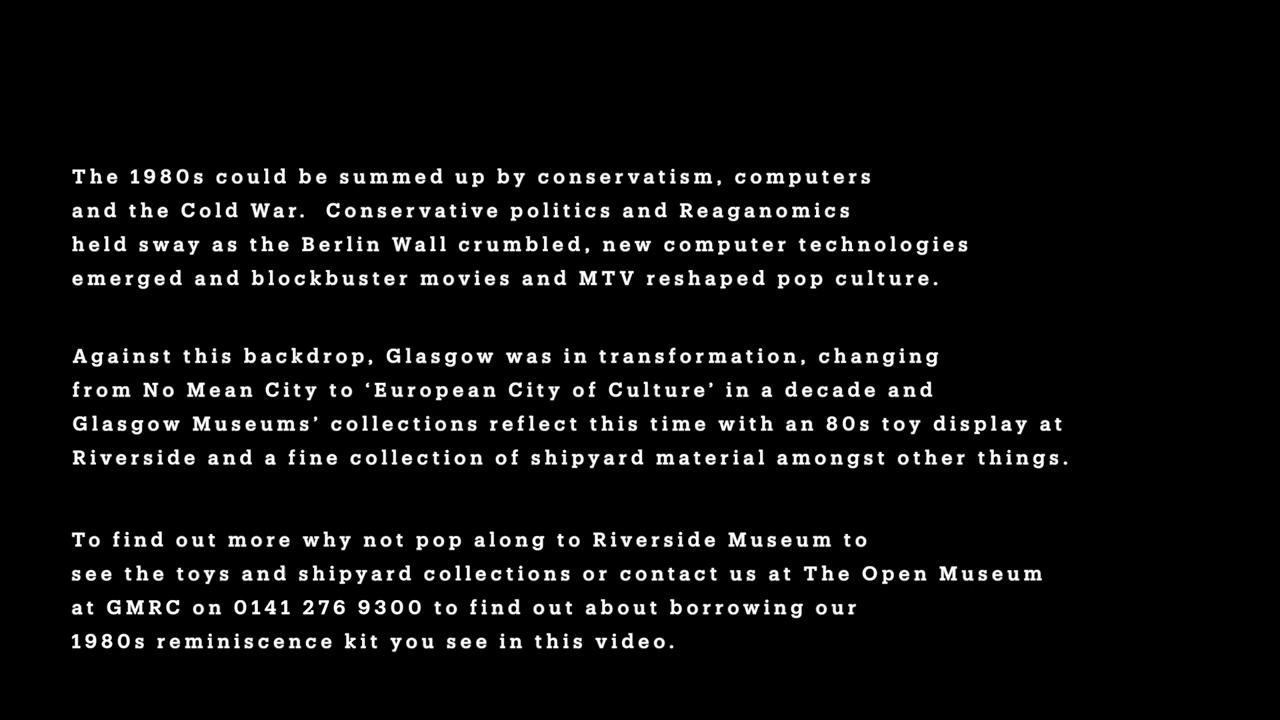 The 1980s could be summed up by conservatism, computers
and the Cold War.  Conservative politics and Reaganomics
held sway as the Berlin Wall crumbled, new computer technologies
emerged and blockbuster movies and MTV reshaped pop culture.
Against this backdrop, Glasgow was in transformation, changing
from No Mean City to ‘European City of Culture’ in a decade and
Glasgow Museums’ collections reflect this time with an 80s toy display at
Riverside and a fine collection of shipyard material amongst other things.
To find out more why not pop along to Riverside Museum to
see the toys and shipyard collections or contact us at The Open Museum
at GMRC on 0141 276 9300 to find out about borrowing our
1980s reminiscence kit you see in this video.